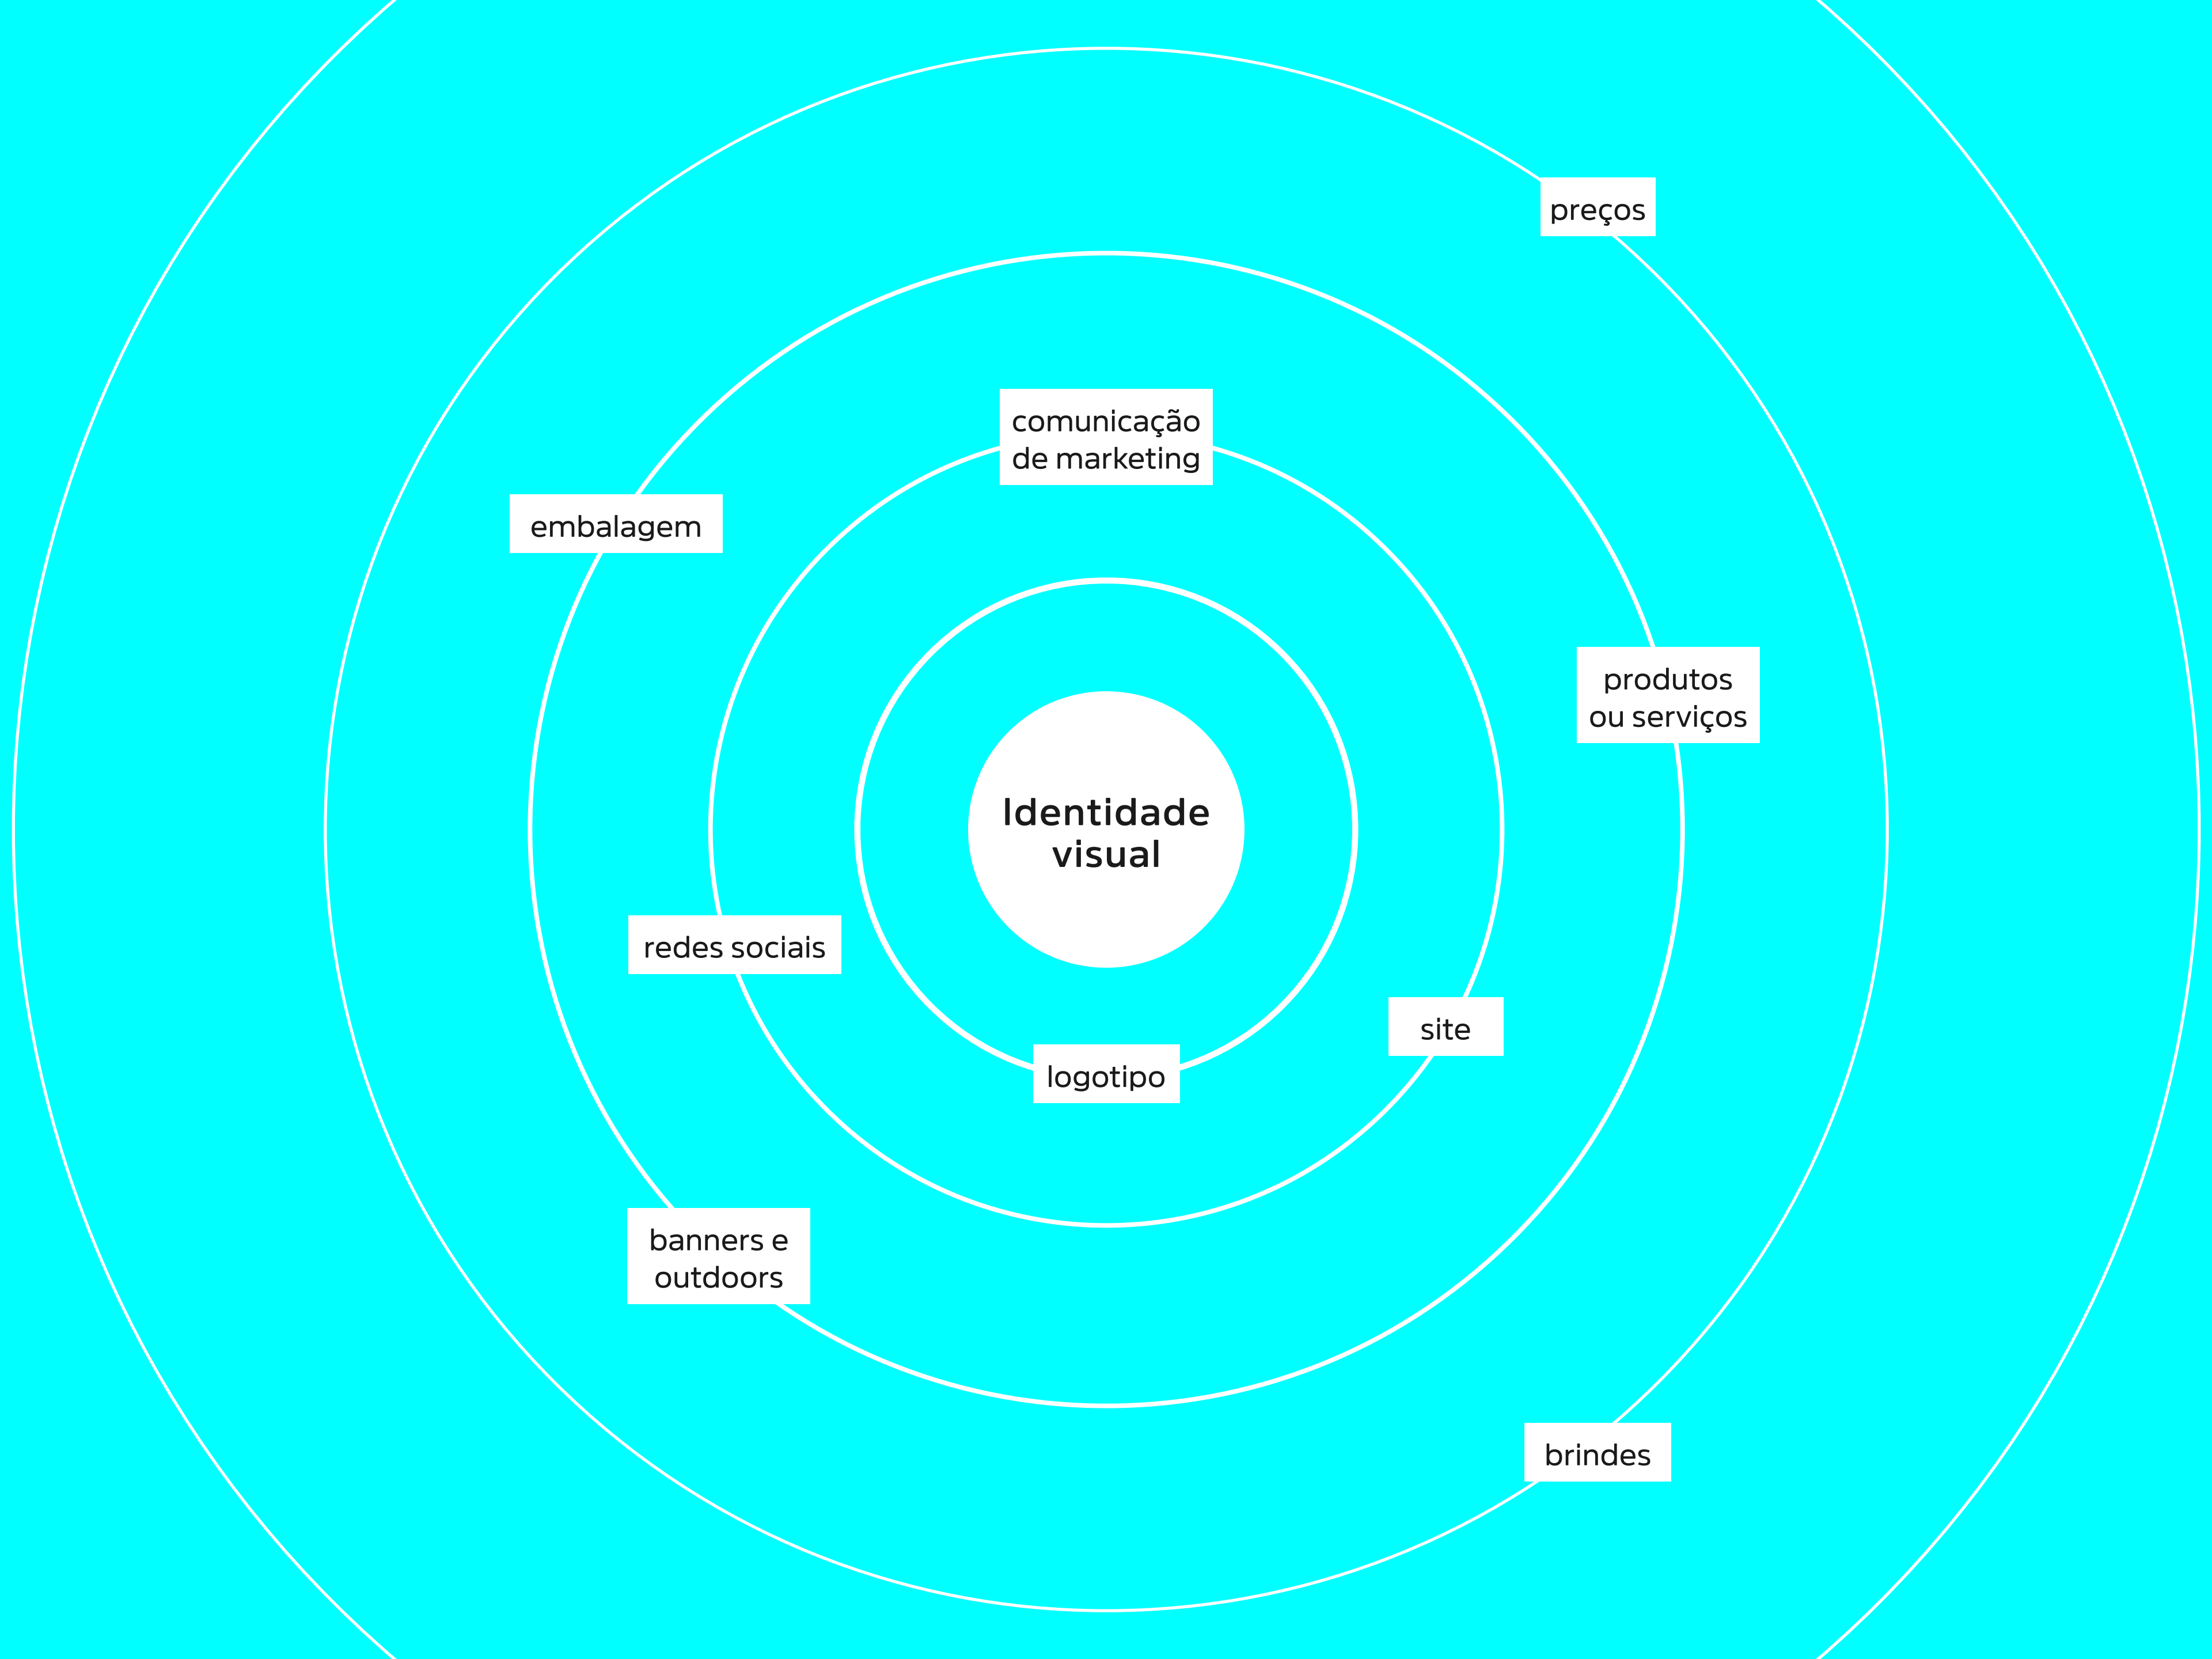 preços
comunicação
de marketing
embalagem
produtos
ou serviços
Identidade
visual
redes sociais
site
logotipo
banners e
outdoors
brindes